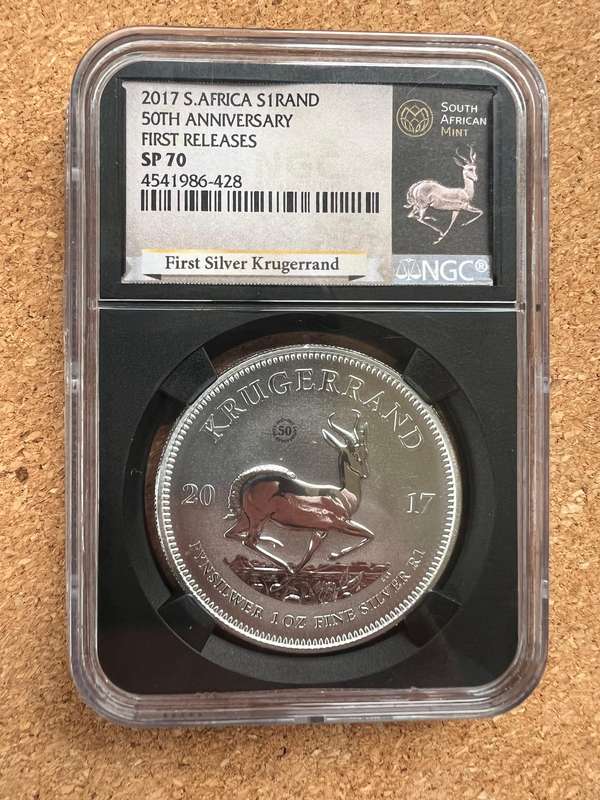 2017 S.AFRICA S1RAND
50TH ANNIVERSARY
FIRST RELEASES
SP 70
4541986-428
First Silver Krugerrand
SOUTH
AFRICAN
MINT
NGC®
KRUGERRAND
50
20 17
FYNSILWER 1 OZ FINE SILVER R1